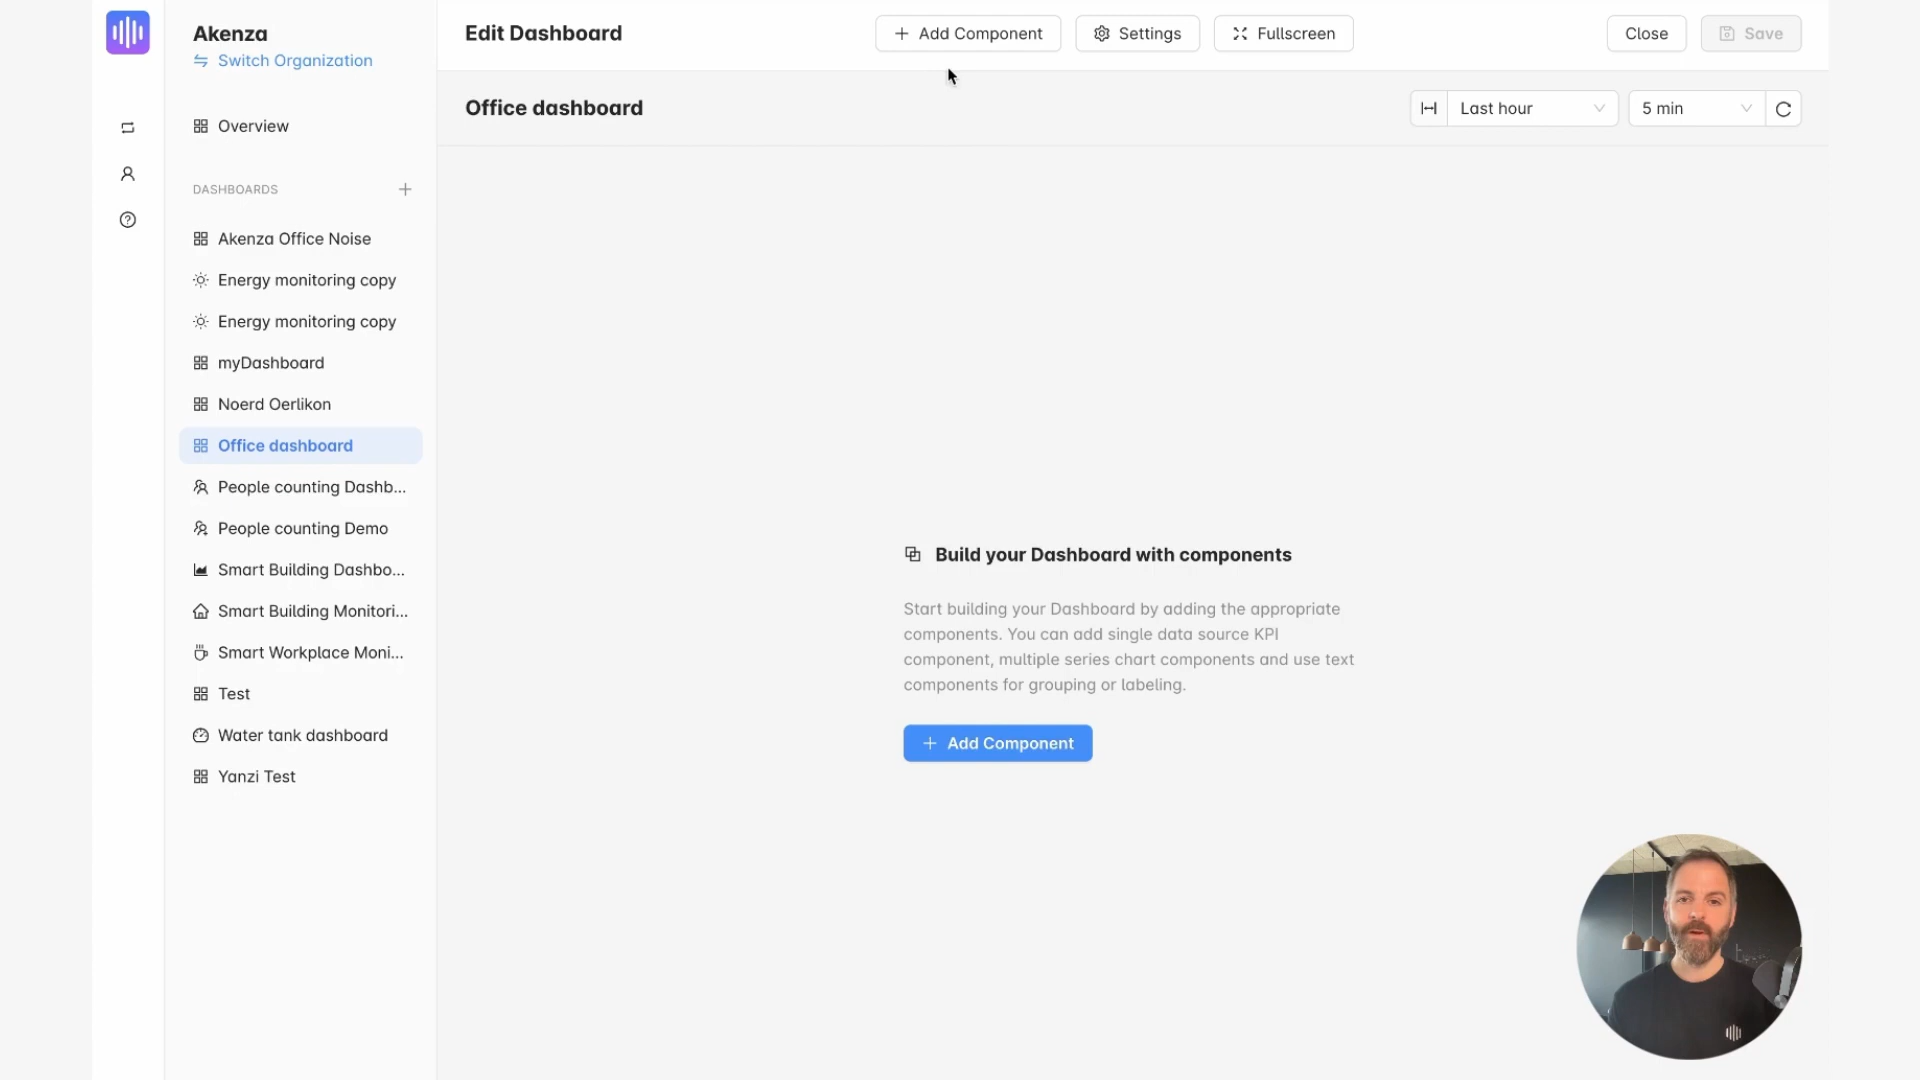 Akenza
Switch Organization
Overview
DASHBOARDS
Akenza Office Noise
Energy monitoring copy
Energy monitoring copy
myDashboard
Noerd Oerlikon
Office dashboard
People counting Dashb...
People counting Demo
Smart Building Dashbo...
Smart Building Monitori...
Smart Workplace Moni...
Test
Water tank dashboard
Yanzi Test
Edit Dashboard
Add Component
Settings
Fullscreen
Close
Save
Office dashboard
Last hour
5 min
Build your Dashboard with components
Start building your Dashboard by adding the appropriate
components. You can add single data source KPI
component, multiple series chart components and use text
components for grouping or labeling.
Add Component